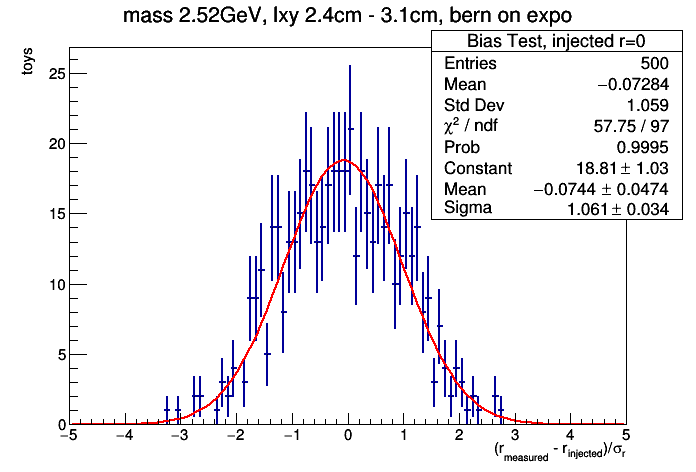 mass 2.52GeV, lxy 2.4cm - 3.1cm, bern on expo
toys
Bias Test, injected r=0
Entries 500
Mean −0.07284
Std Dev 1.059
χ² / ndf 57.75 / 97
Prob 0.9995
Constant 18.81 ± 1.03
Mean −0.0744 ± 0.0474
Sigma 1.061 ± 0.034
25
20
15
10
5
0
−5 −4 −3 −2 −1 0 1 2 3 4 5
(r_measured - r_injected)/σ_r